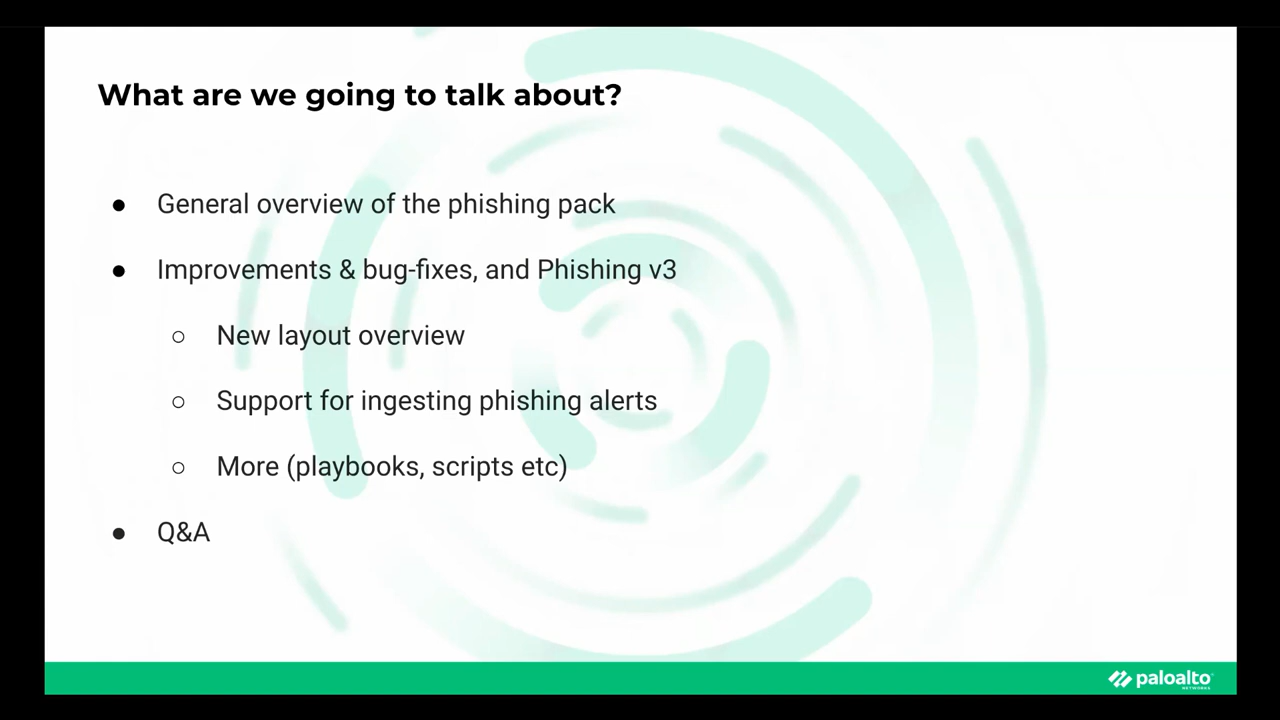 What are we going to talk about?
● General overview of the phishing pack
● Improvements & bug-fixes, and Phishing v3
○ New layout overview
○ Support for ingesting phishing alerts
○ More (playbooks, scripts etc)
● Q&A
paloalto
NETWORKS